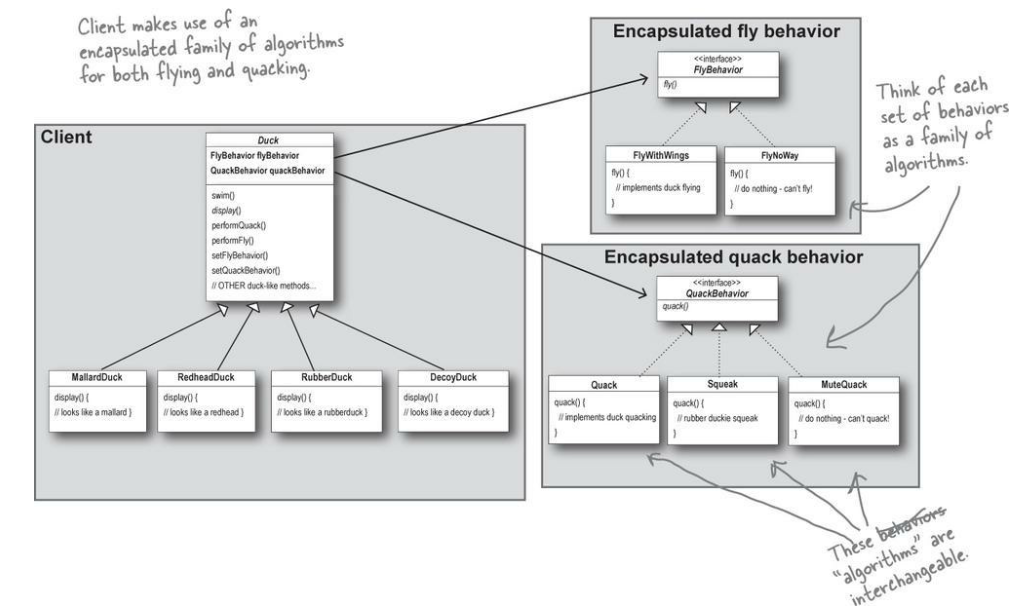 Client makes use of an
encapsulated family of algorithms
for both flying and quacking.
Client
Duck
FlyBehavior flyBehavior
QuackBehavior quackBehavior
swim()
display()
performQuack()
performFly()
setFlyBehavior()
setQuackBehavior()
// OTHER duck-like methods...
MallardDuck
display() {
// looks like a mallard }
RedheadDuck
display() {
// looks like a redhead }
RubberDuck
display() {
// looks like a rubberduck }
DecoyDuck
display() {
// looks like a decoy duck }
Encapsulated fly behavior
<<interface>>
FlyBehavior
fly()
FlyWithWings
fly() {
// implements duck flying
}
FlyNoWay
fly() {
// do nothing - can't fly!
}
Think of each
set of behaviors
as a family of
algorithms.
Encapsulated quack behavior
<<interface>>
QuackBehavior
quack()
Quack
quack() {
// implements duck quacking
}
Squeak
quack() {
// rubber duckie squeak
}
MuteQuack
quack() {
// do nothing - can't quack!
}
These behaviors
"algorithms" are
interchangeable.